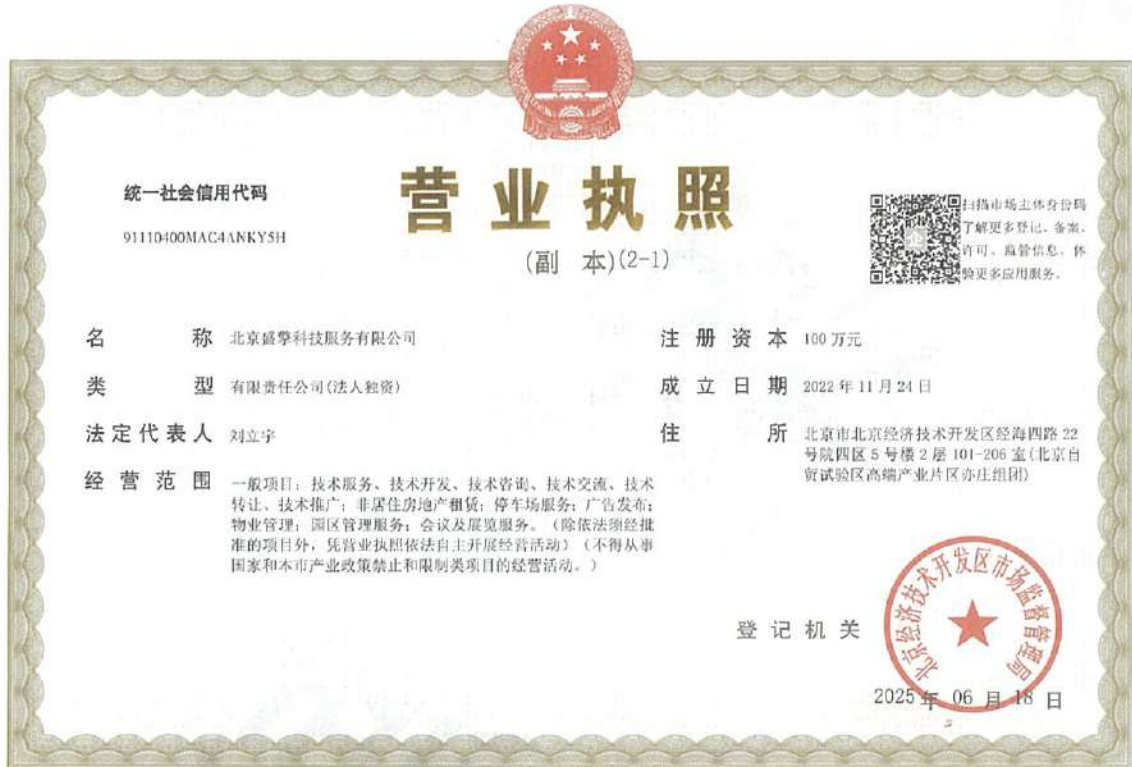 营业执照
(副 本)(2-1)
统一社会信用代码
91110400MAC4ANKY5H
扫描市场主体身份码
了解更多登记、备案、
许可、监管信息，体
验更多应用服务。
名 称 北京盛擎科技服务有限公司
类 型 有限责任公司(法人独资)
法定代表人 刘立宇
经营范围 一般项目：技术服务、技术开发、技术咨询、技术交流、技术
转让、技术推广；非居住房地产租赁；停车场服务；广告发布；
物业管理；园区管理服务；会议及展览服务。（除依法须经批
准的项目外，凭营业执照依法自主开展经营活动）（不得从事
国家和本市产业政策禁止和限制类项目的经营活动。）
注册资本 100万元
成立日期 2022年11月24日
住 所 北京市北京经济技术开发区经海四路22
号院四区5号楼2层101-206室(北京自
贸试验区高端产业片区亦庄组团)
登记机关
北京经济技术开发区市场监督管理局
2025年06月18日